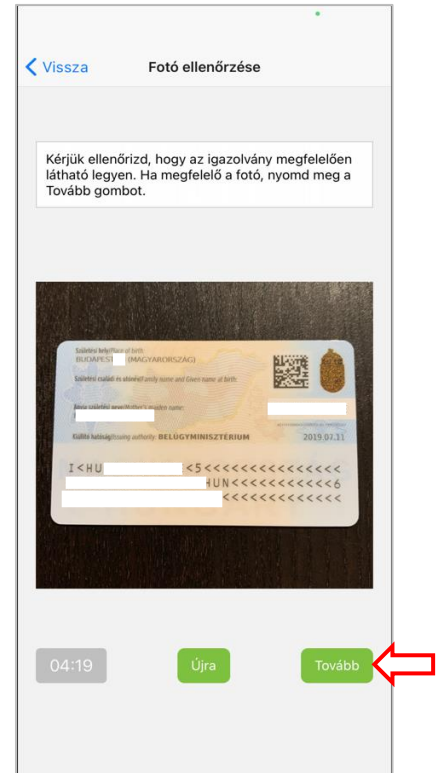 Vissza
Fotó ellenőrzése
Kérjük ellenőrizd, hogy az igazolvány megfelelően
látható legyen. Ha megfelelő a fotó, nyomd meg a
Tovább gombot.
Születési hely/Place of birth:
BUDAPEST (MAGYARORSZÁG)
Születési családi és utónév/Family name and Given name at birth:
Anyja születési neve/Mother's maiden name:
Kiállító hatóság/Issuing authority: BELÜGYMINISZTÉRIUM
2019.07.11
I<HU <5<<<<<<<<<<<<<<<
HUN<<<<<<<<<<<6
<<<<<<<<<<<<<
04:19
Újra
Tovább